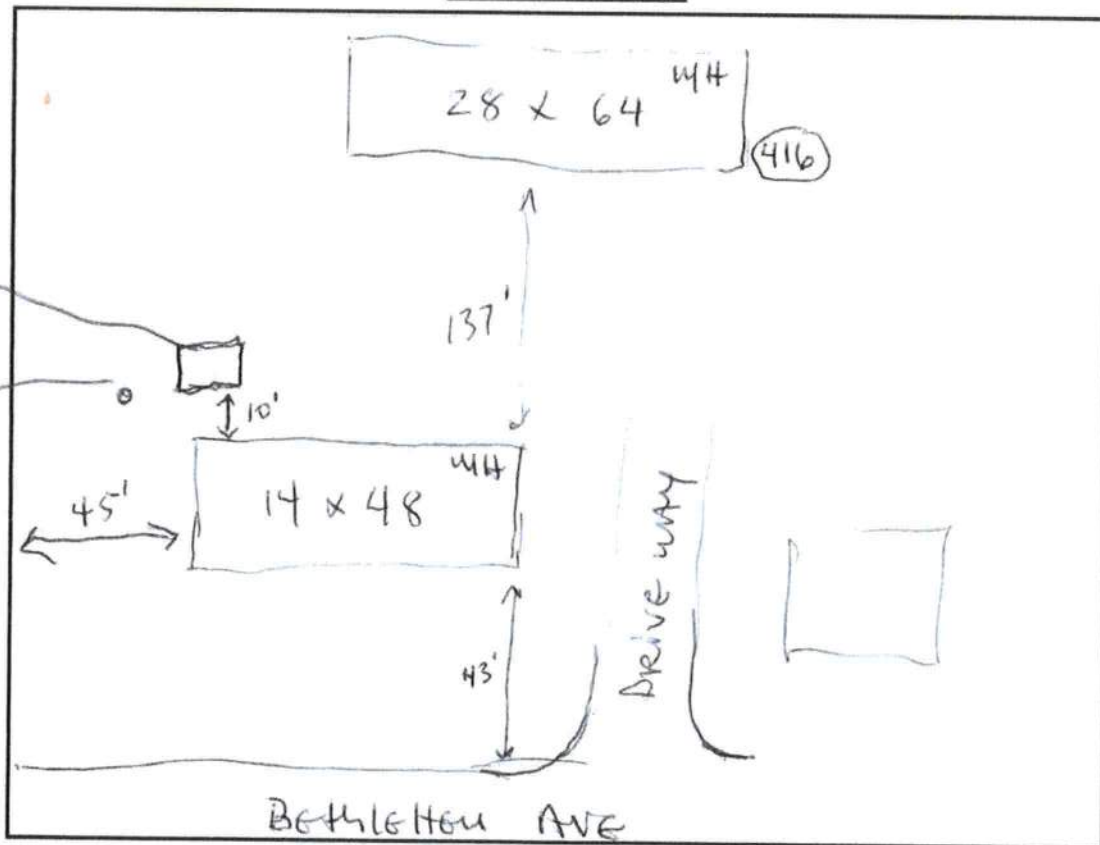 MH
28 x 64
416
137'
10'
MH
14 x 48
45'
DRIVE WAY
43'
BETHLEHEM AVE